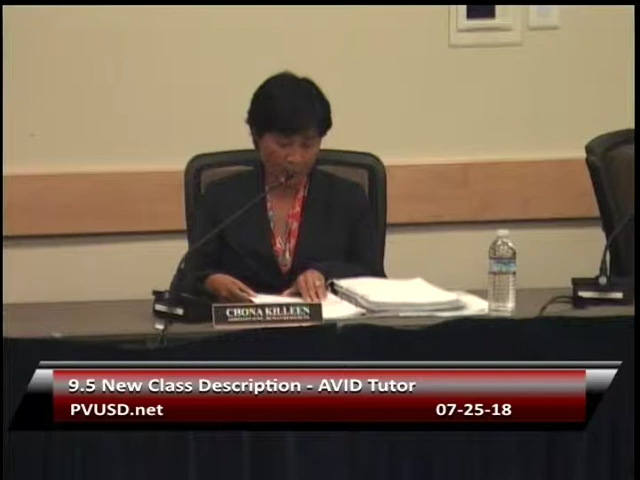 CHONA KILLEEN
9.5 New Class Description - AVID Tutor
PVUSD.net
07-25-18